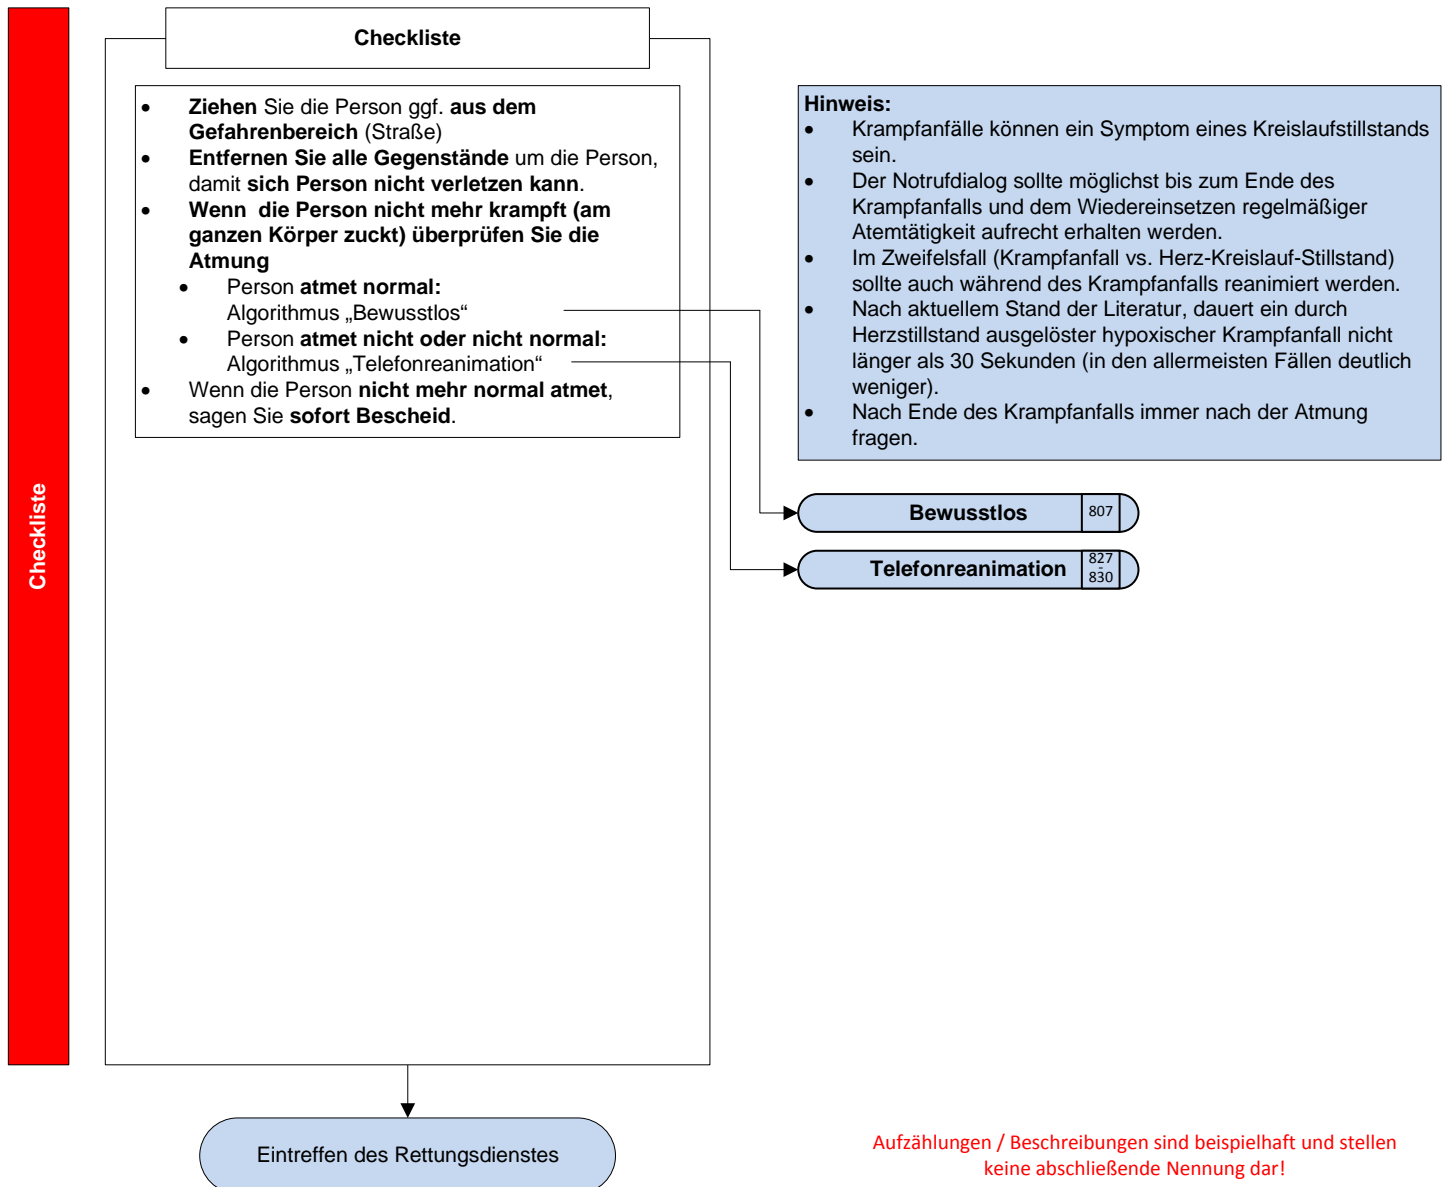 Checkliste
Checkliste
• Ziehen Sie die Person ggf. aus dem
Gefahrenbereich (Straße)
• Entfernen Sie alle Gegenstände um die Person,
damit sich Person nicht verletzen kann.
• Wenn  die Person nicht mehr krampft (am
ganzen Körper zuckt) überprüfen Sie die
Atmung
• Person atmet normal:
Algorithmus „Bewusstlos“
• Person atmet nicht oder nicht normal:
Algorithmus „Telefonreanimation“
• Wenn die Person nicht mehr normal atmet,
sagen Sie sofort Bescheid.
Hinweis:
• Krampfanfälle können ein Symptom eines Kreislaufstillstands
sein.
• Der Notrufdialog sollte möglichst bis zum Ende des
Krampfanfalls und dem Wiedereinsetzen regelmäßiger
Atemtätigkeit aufrecht erhalten werden.
• Im Zweifelsfall (Krampfanfall vs. Herz-Kreislauf-Stillstand)
sollte auch während des Krampfanfalls reanimiert werden.
• Nach aktuellem Stand der Literatur, dauert ein durch
Herzstillstand ausgelöster hypoxischer Krampfanfall nicht
länger als 30 Sekunden (in den allermeisten Fällen deutlich
weniger).
• Nach Ende des Krampfanfalls immer nach der Atmung
fragen.
Bewusstlos 807
Telefonreanimation 827
-
830
Eintreffen des Rettungsdienstes
Aufzählungen / Beschreibungen sind beispielhaft und stellen
keine abschließende Nennung dar!